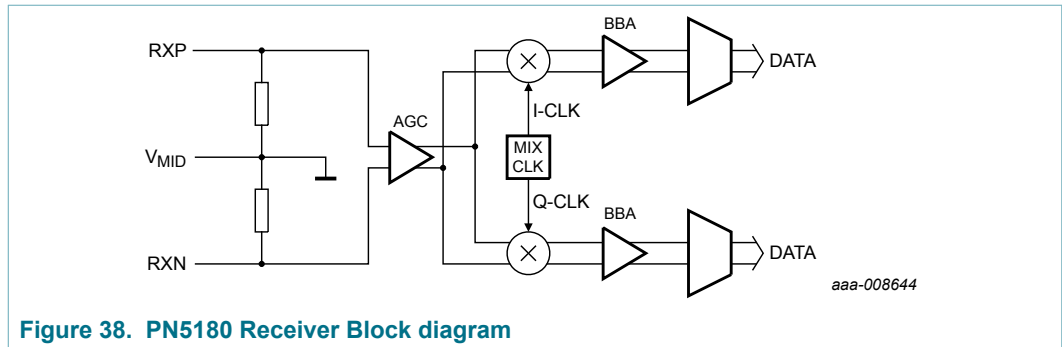 RXP
V_MID
RXN
AGC
BBA
DATA
I-CLK
MIX
CLK
Q-CLK
BBA
DATA
aaa-008644
Figure 38. PN5180 Receiver Block diagram